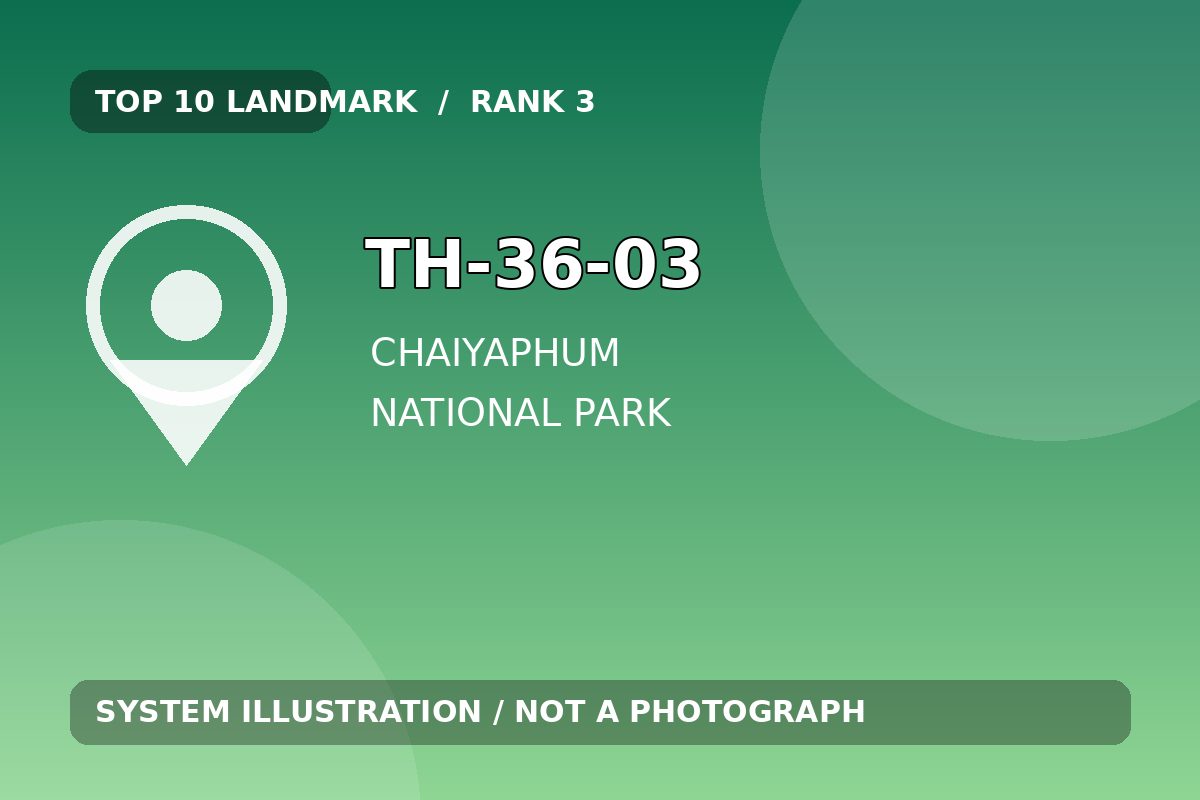 TOP 10 LANDMARK / RANK 3
TH-36-03
CHAIYAPHUM
NATIONAL PARK
SYSTEM ILLUSTRATION / NOT A PHOTOGRAPH